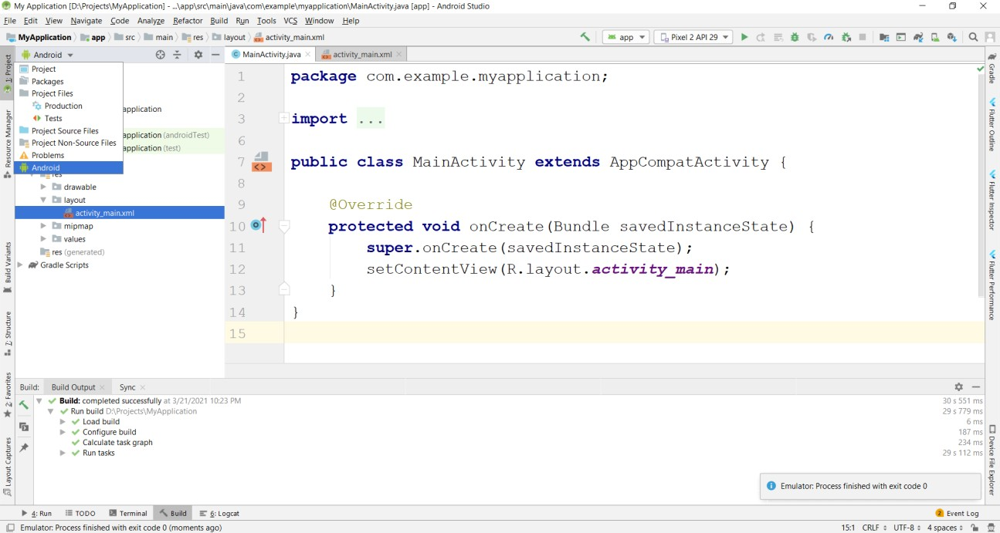 My Application [D:\Projects\MyApplication] - ...\app\src\main\java\com\example\myapplication\MainActivity.java [app] - Android Studio
File Edit View Navigate Code Analyze Refactor Build Run Tools VCS Window Help
MyApplication app src main res layout activity_main.xml app Pixel 2 API 29
Android
MainActivity.java activity_main.xml
Project
Packages
Project Files
Production
Tests
Project Source Files
Project Non-Source Files
Problems
Android
application
application (androidTest)
application (test)
res
drawable
layout
activity_main.xml
mipmap
values
res (generated)
Gradle Scripts
1 package com.example.myapplication;
2
3 import ...
6
7 public class MainActivity extends AppCompatActivity {
8
9 @Override
10 protected void onCreate(Bundle savedInstanceState) {
11 super.onCreate(savedInstanceState);
12 setContentView(R.layout.activity_main);
13 }
14 }
15
1: Project
Resource Manager
Build Variants
7: Structure
2: Favorites
Layout Captures
Gradle
Flutter Outline
Flutter Inspector
Flutter Performance
Device File Explorer
Build: Build Output Sync
Build: completed successfully at 3/21/2021 10:23 PM 30 s 551 ms
Run build D:\Projects\MyApplication 29 s 779 ms
Load build 6 ms
Configure build 187 ms
Calculate task graph 234 ms
Run tasks 29 s 112 ms
Emulator: Process finished with exit code 0
4: Run TODO Terminal Build 6: Logcat 2 Event Log
Emulator: Process finished with exit code 0 (moments ago) 15:1 CRLF UTF-8 4 spaces